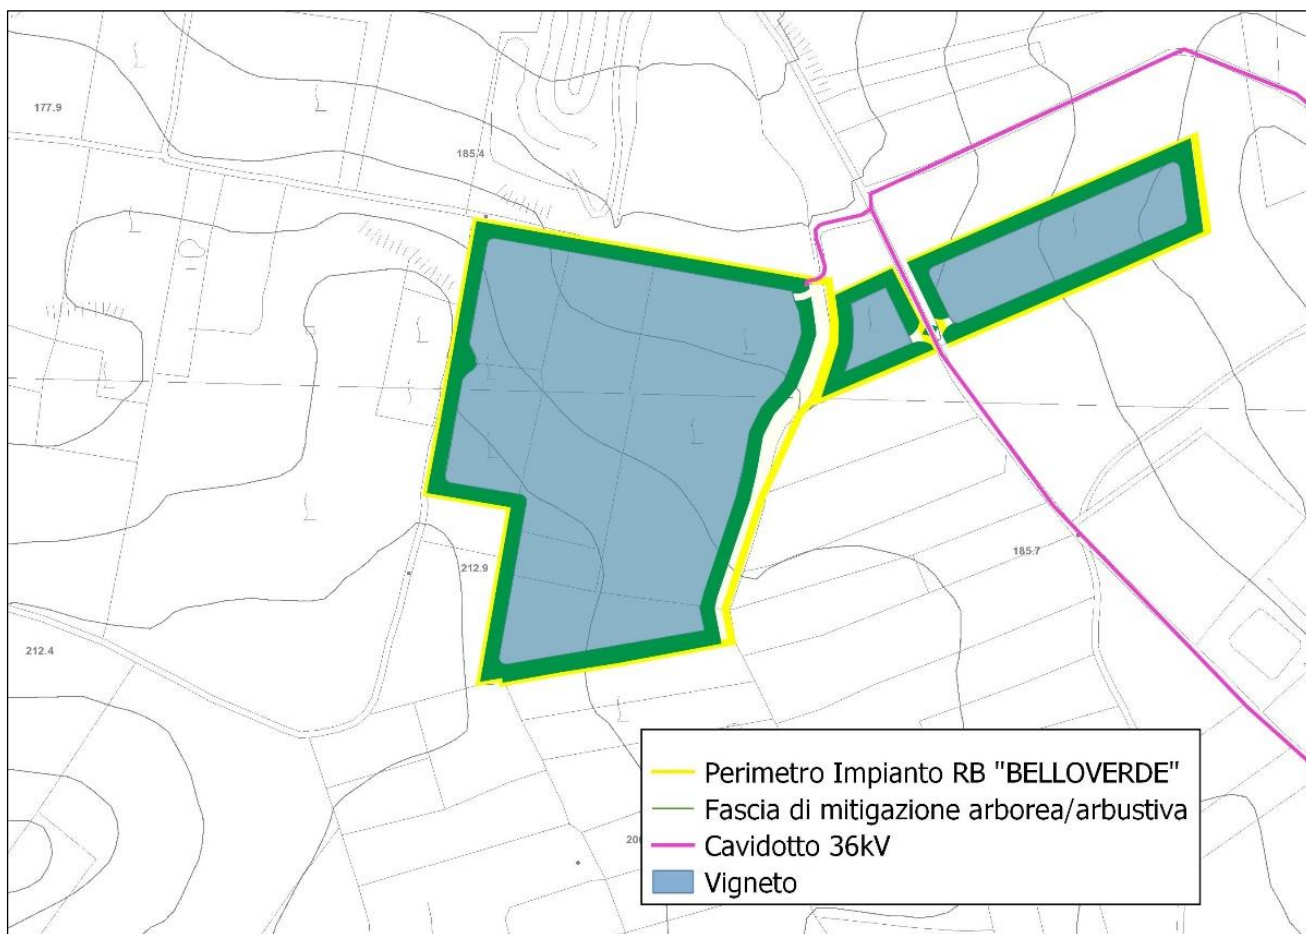 177.9
185.4
212.9
185.7
212.4
Perimetro Impianto RB "BELLOVERDE"
Fascia di mitigazione arborea/arbustiva
Cavidotto 36kV
Vigneto